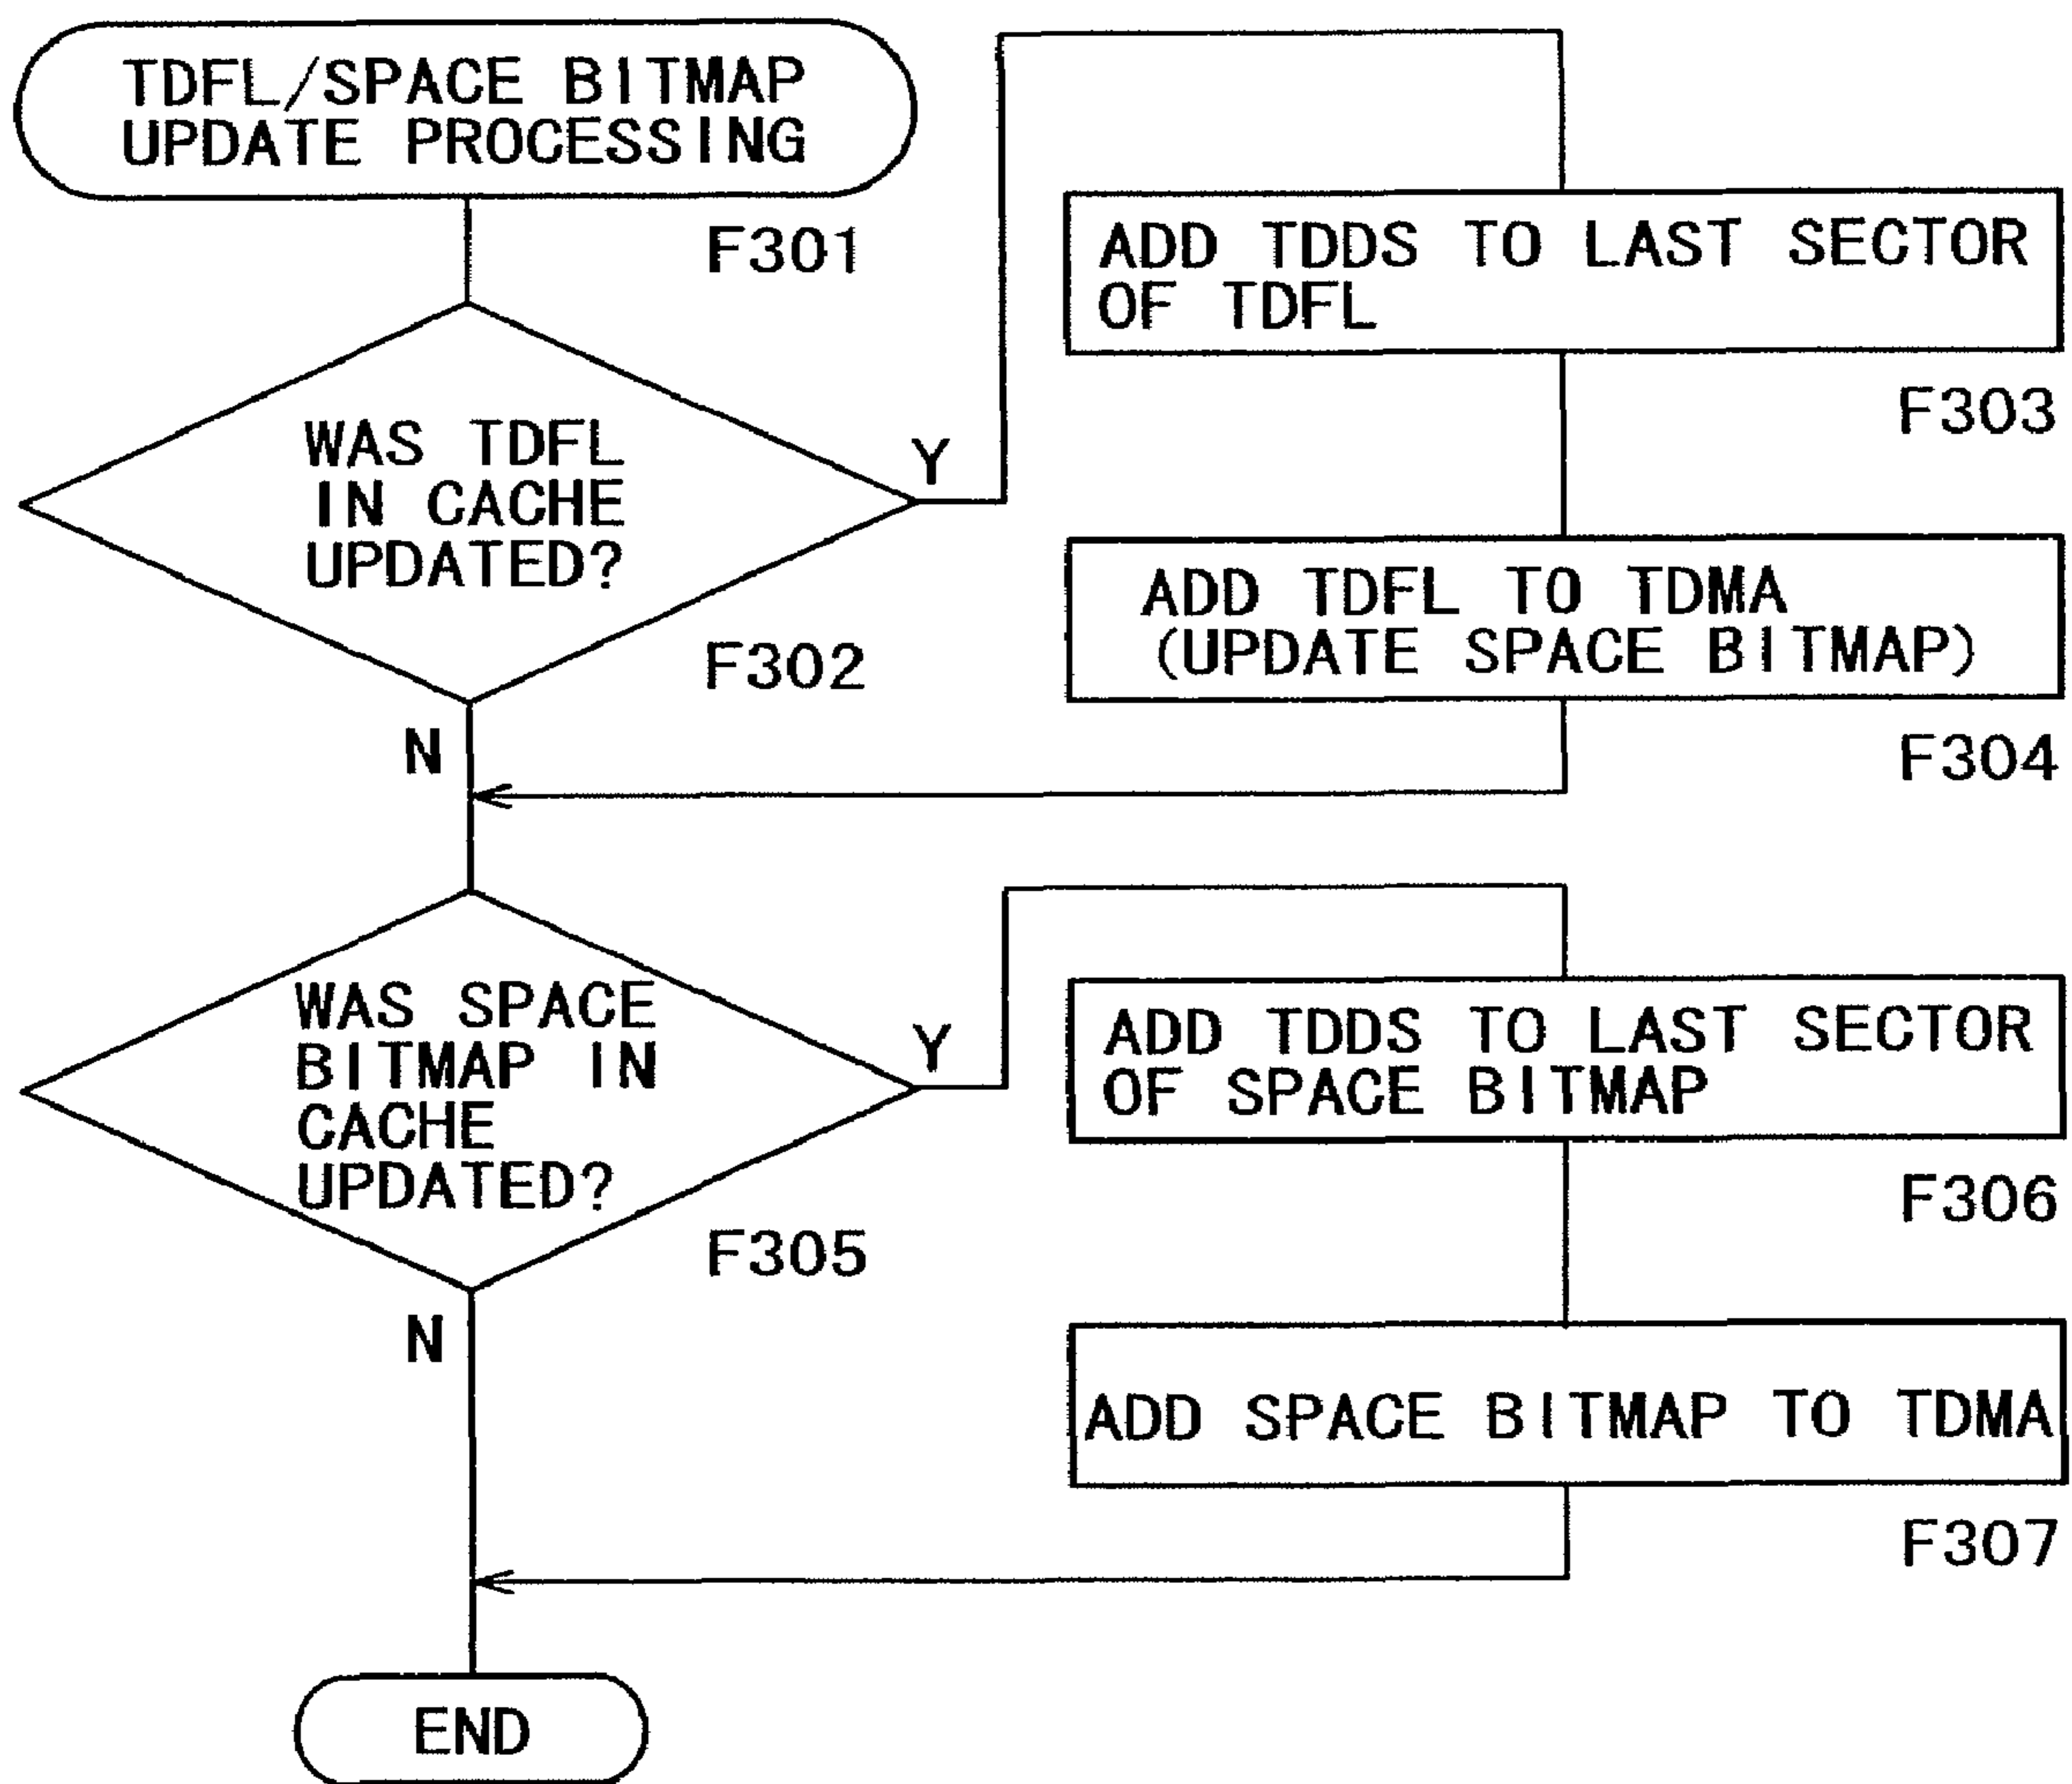 TDFL/SPACE BITMAP
UPDATE PROCESSING
F301
WAS TDFL
IN CACHE
UPDATED?
Y
F302
N
ADD TDDS TO LAST SECTOR
OF TDFL
F303
ADD TDFL TO TDMA
(UPDATE SPACE BITMAP)
F304
WAS SPACE
BITMAP IN
CACHE
UPDATED?
Y
F305
N
ADD TDDS TO LAST SECTOR
OF SPACE BITMAP
F306
ADD SPACE BITMAP TO TDMA
F307
END